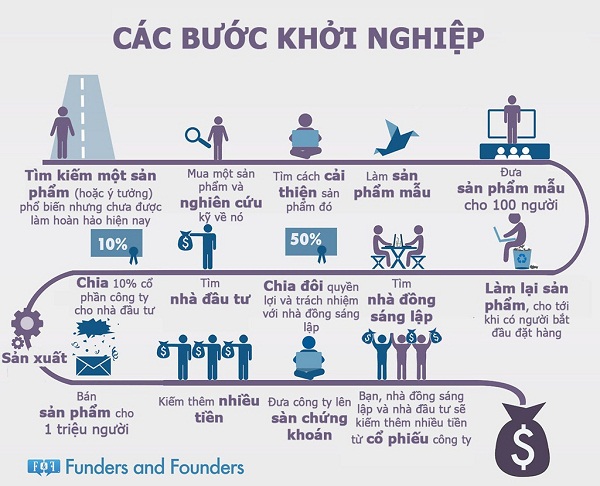 CÁC BƯỚC KHỞI NGHIỆP
Tìm kiếm một sản
phẩm (hoặc ý tưởng)
phổ biến nhưng chưa được
làm hoàn hảo hiện nay
Mua một sản
phẩm và
nghiên cứu
kỹ về nó
Tìm cách cải
thiện sản
phẩm đó
Làm sản
phẩm mẫu
Đưa
sản phẩm mẫu
cho 100 người
Làm lại sản
phẩm, cho tới
khi có người bắt
đầu đặt hàng
Tìm
nhà đồng
sáng lập
50%
Chia đôi quyền
lợi và trách nhiệm
với nhà đồng sáng
lập
$
Tìm
nhà đầu tư
10%
Chia 10% cổ
phần công ty
cho nhà đầu tư
Sản xuất
Bán
sản phẩm cho
1 triệu người
$ $ $
Kiếm thêm nhiều
tiền
Đưa công ty lên
sàn chứng
khoán
$ $ $
Bạn, nhà đồng sáng
lập và nhà đầu tư sẽ
kiếm thêm nhiều tiền
từ cổ phiếu công ty
$
F&F Funders and Founders